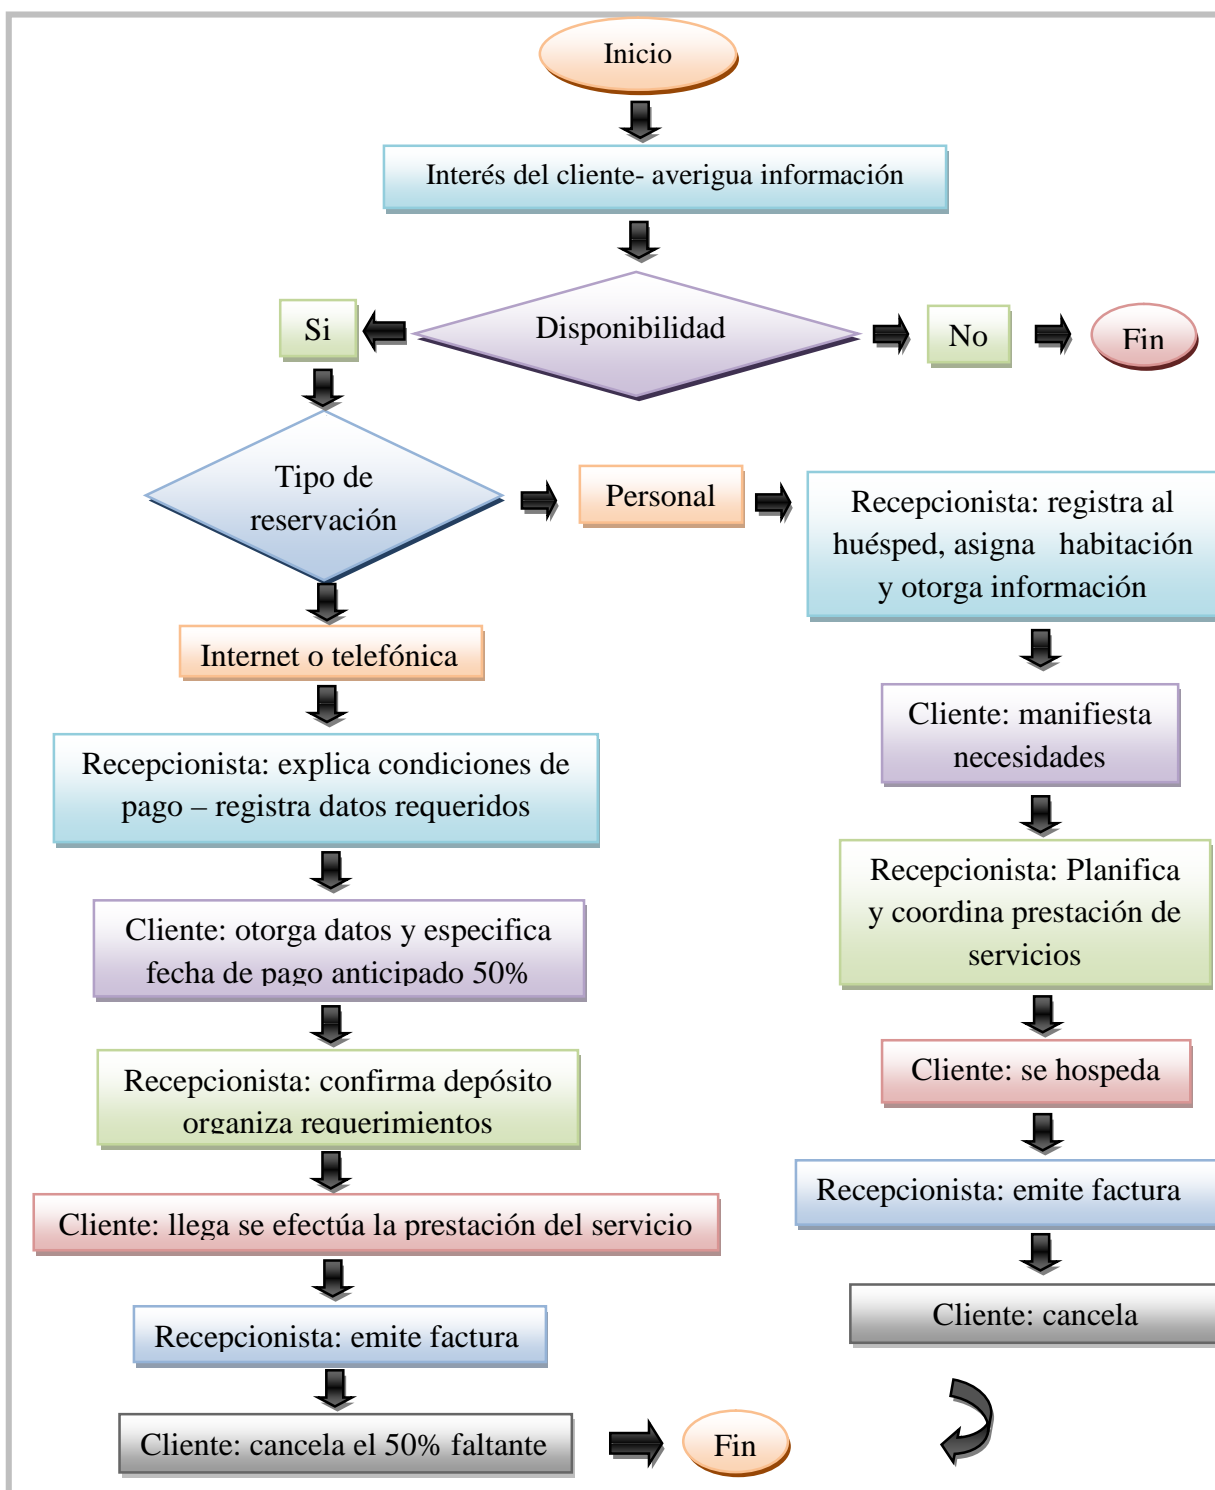 Inicio
Interés del cliente- averigua información
Disponibilidad
Si
No
Fin
Tipo de
reservación
Personal
Recepcionista: registra al
huésped, asigna habitación
y otorga información
Internet o telefónica
Cliente: manifiesta
necesidades
Recepcionista: explica condiciones de
pago – registra datos requeridos
Recepcionista: Planifica
y coordina prestación de
servicios
Cliente: otorga datos y especifica
fecha de pago anticipado 50%
Cliente: se hospeda
Recepcionista: confirma depósito
organiza requerimientos
Recepcionista: emite factura
Cliente: llega se efectúa la prestación del servicio
Cliente: cancela
Recepcionista: emite factura
Cliente: cancela el 50% faltante
Fin